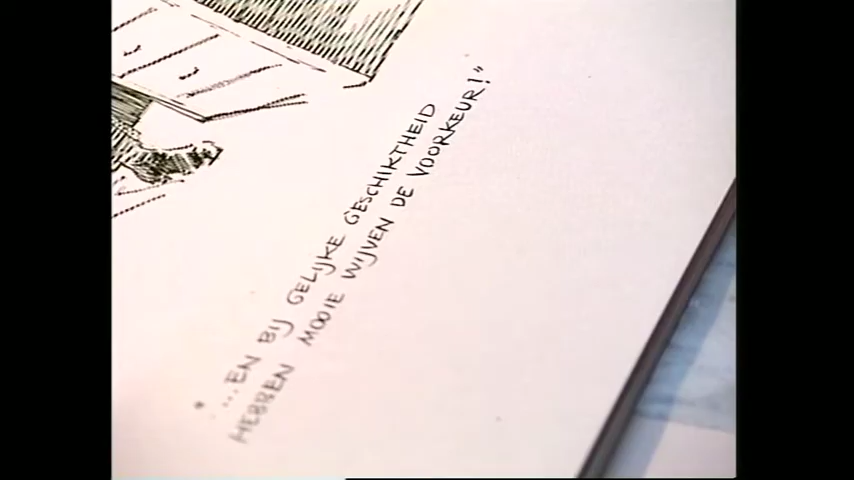 "...EN BIJ GELIJKE GESCHIKTHEID
HEBBEN MOOIE WIJVEN DE VOORKEUR!"